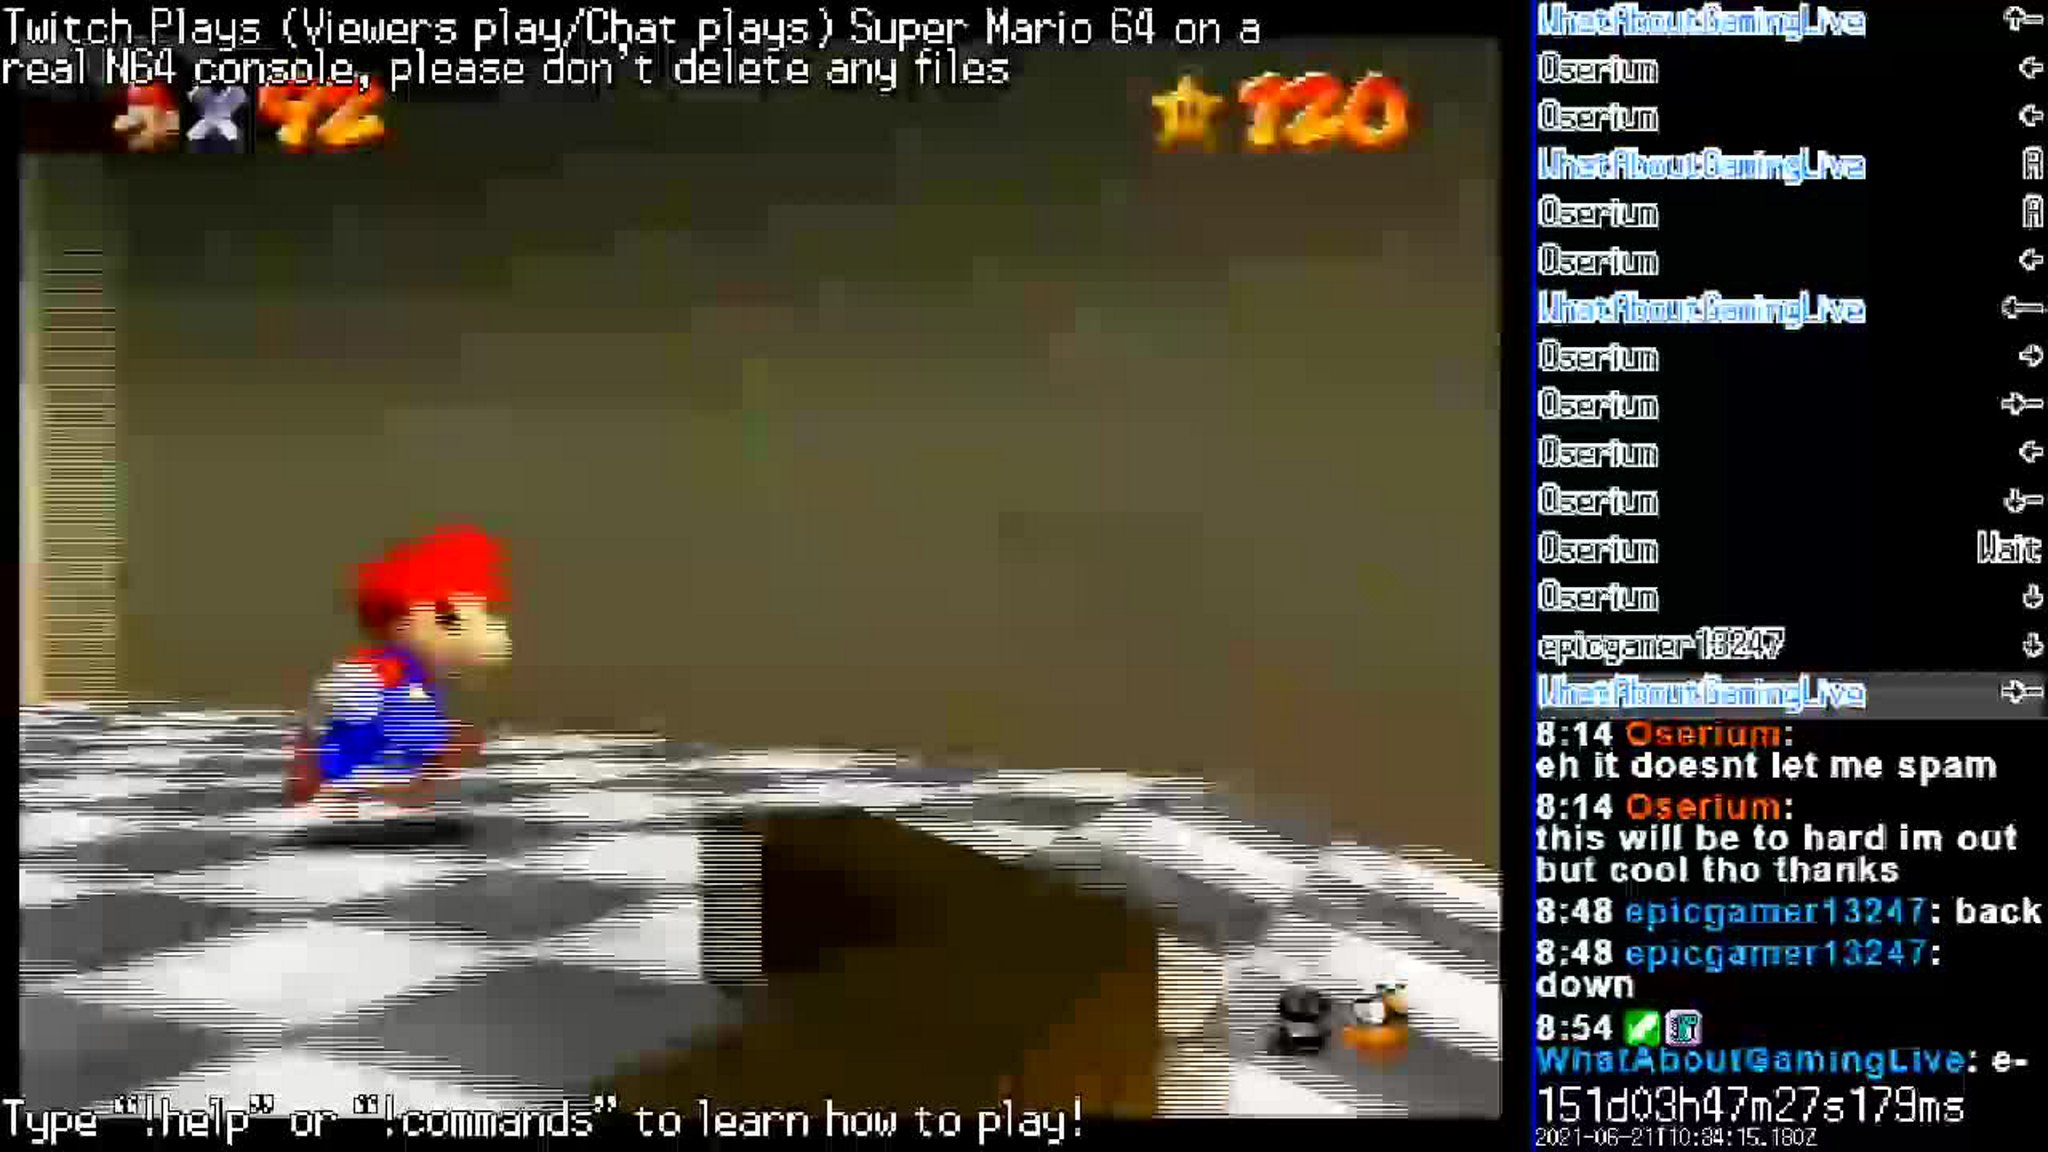 Twitch Plays (Viewers play/Chat plays) Super Mario 64 on a
real N64 console, please don't delete any files
42
120
Type "!help" or "!commands" to learn how to play!
WhatAboutGamingLive
Oserium
Oserium
WhatAboutGamingLive A
Oserium A
Oserium
WhatAboutGamingLive
Oserium
Oserium
Oserium
Oserium
Oserium Wait
Oserium
epicgamer13247
WhatAboutGamingLive
8:14 Oserium:
eh it doesnt let me spam
8:14 Oserium:
this will be to hard im out
but cool tho thanks
8:48 epicgamer13247: back
8:48 epicgamer13247:
down
8:54
WhatAboutGamingLive: e-
151d03h47m27s179ms
2021-06-21T10:34:15.180Z